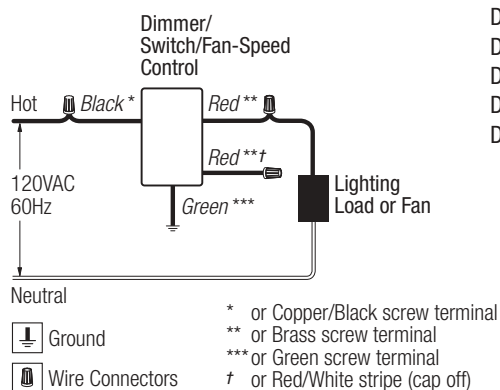 Dimmer/
Switch/Fan-Speed
Control
Hot
Black *
Red **
Red **†
120VAC
60Hz
Green ***
Lighting
Load or Fan
Neutral
Ground
Wire Connectors
* or Copper/Black screw terminal
** or Brass screw terminal
*** or Green screw terminal
† or Red/White stripe (cap off)
D
D
D
D
D